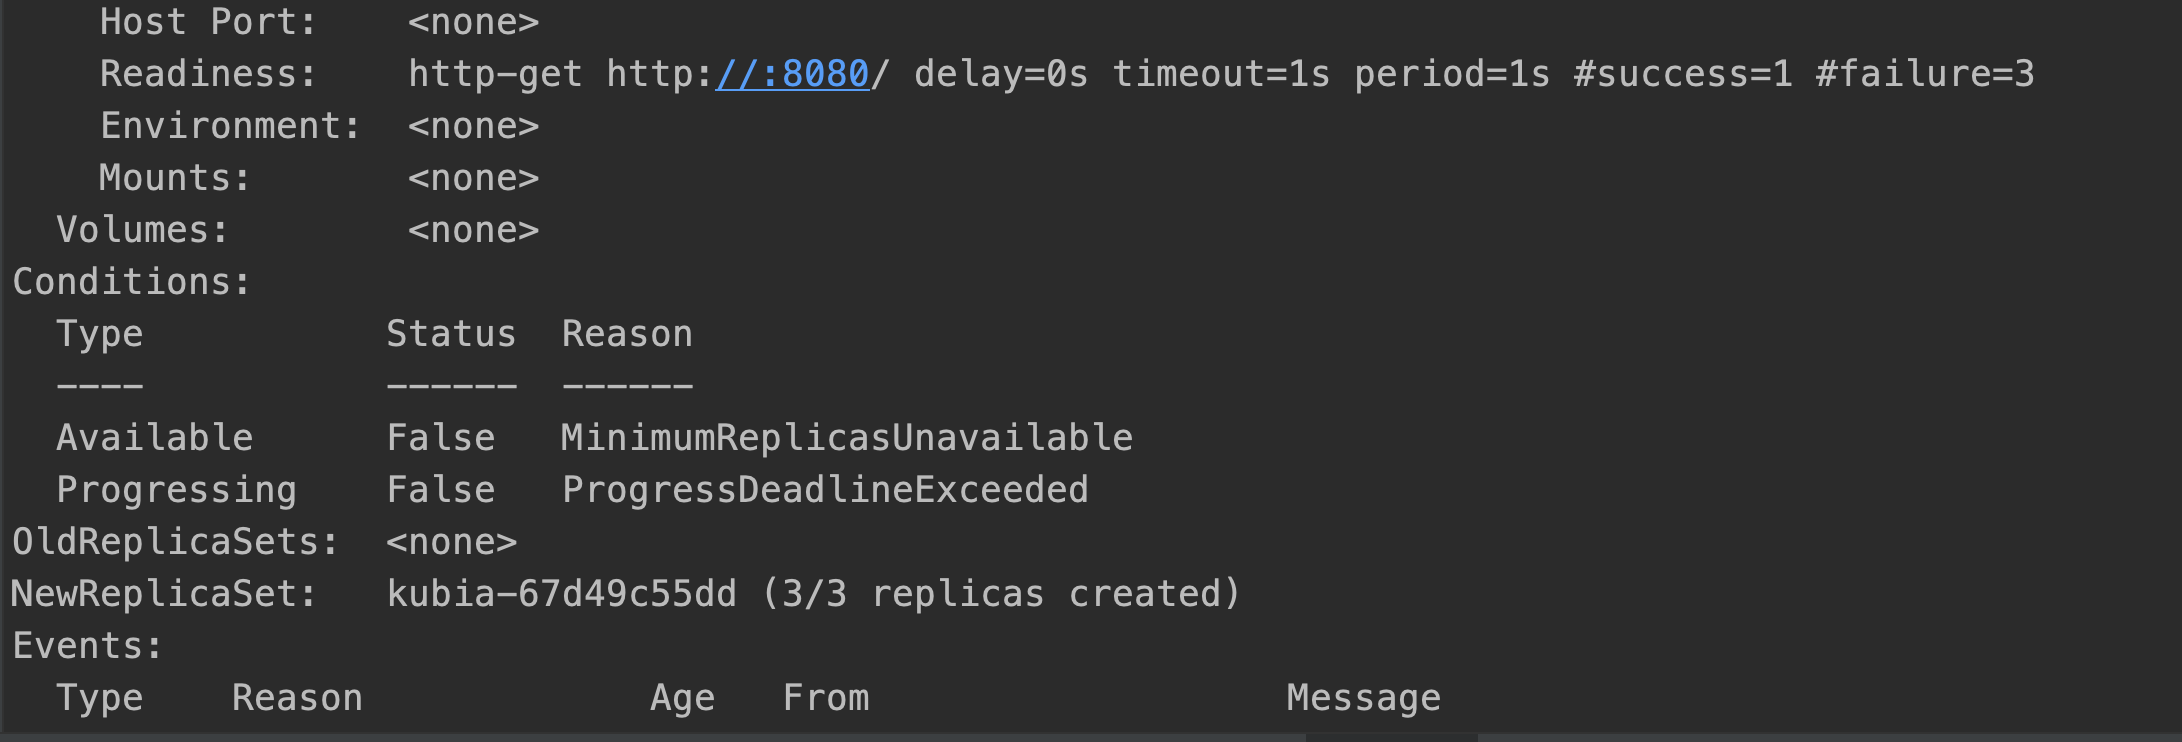 Host Port:    <none>
Readiness:    http-get http://:8080/ delay=0s timeout=1s period=1s #success=1 #failure=3
Environment:  <none>
Mounts:       <none>
Volumes:        <none>
Conditions:
Type           Status  Reason
----           ------  ------
Available      False   MinimumReplicasUnavailable
Progressing    False   ProgressDeadlineExceeded
OldReplicaSets:  <none>
NewReplicaSet:   kubia-67d49c55dd (3/3 replicas created)
Events:
Type    Reason             Age   From                   Message